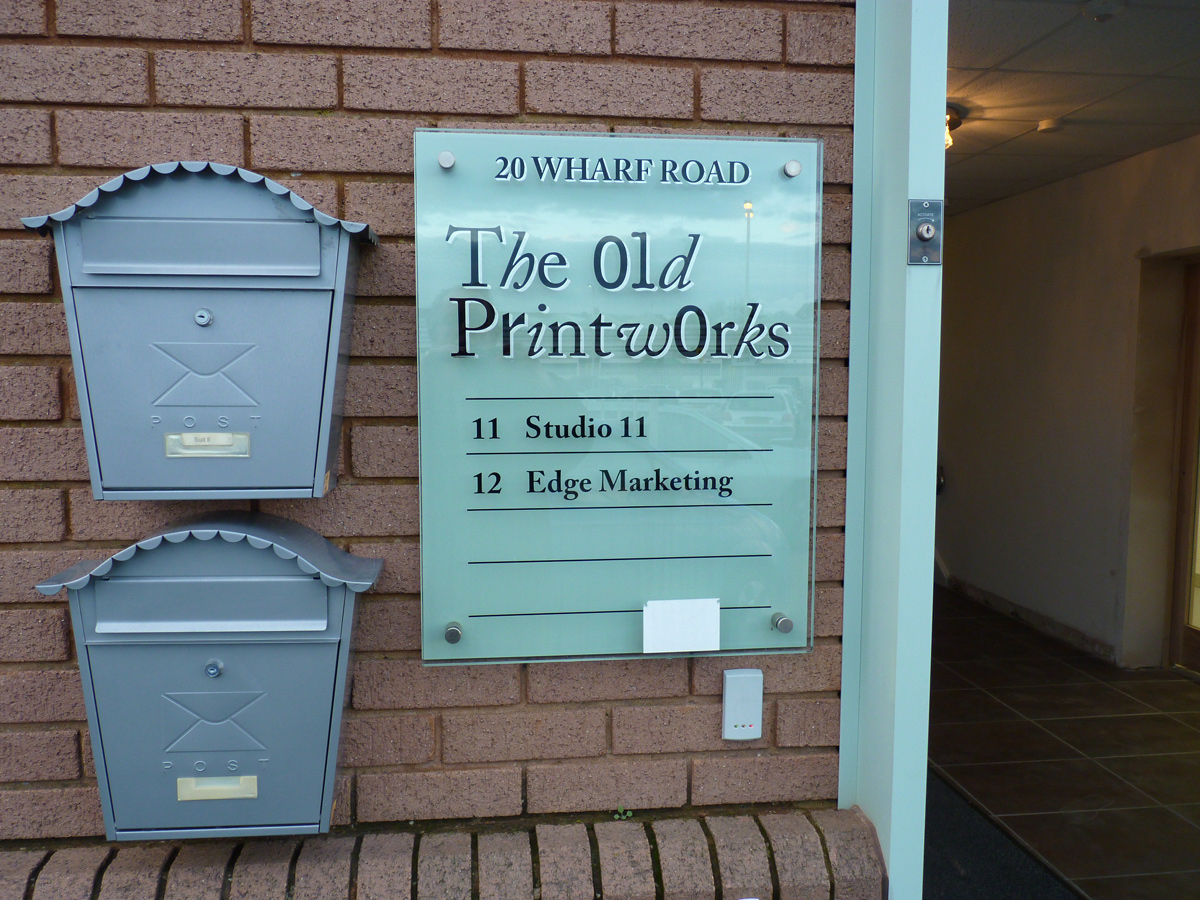 20 WHARF ROAD
The Old
Printworks
11 Studio 11
12 Edge Marketing
POST
POST